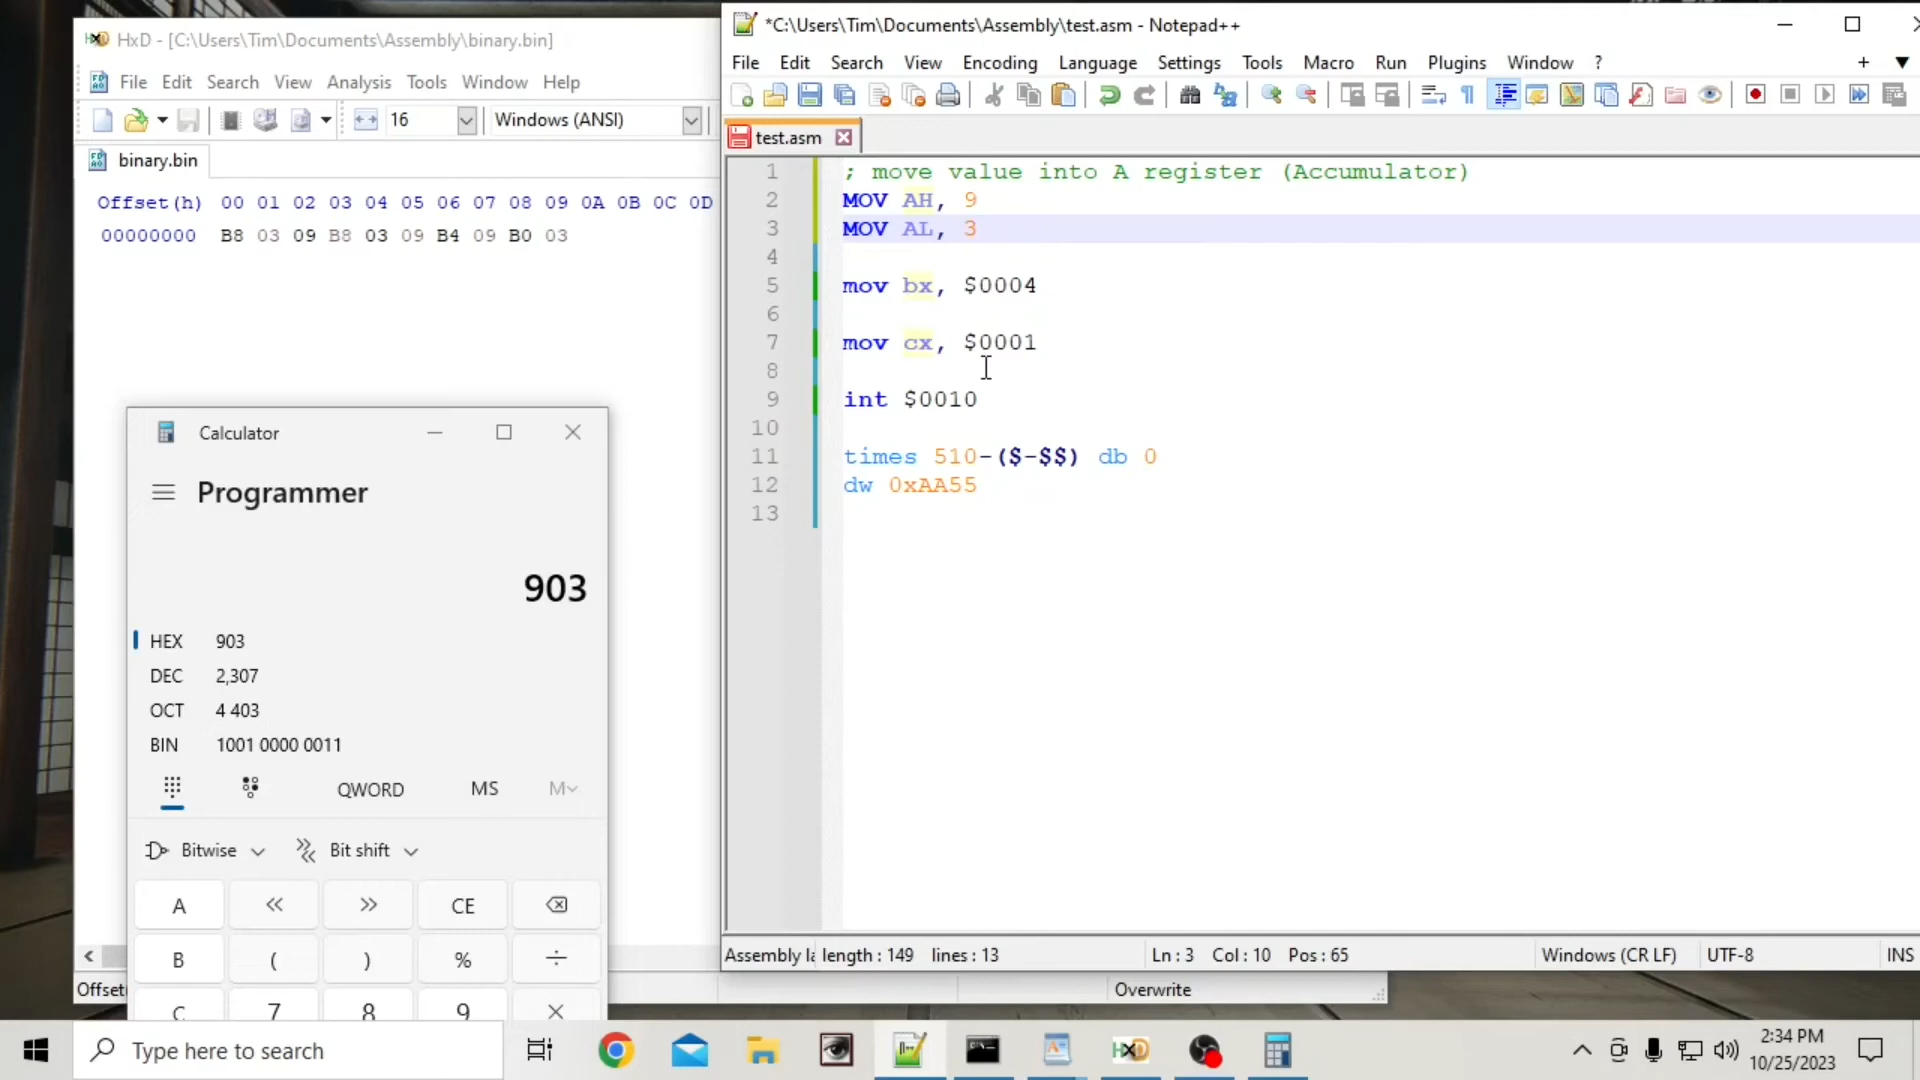 HxD - [C:\Users\Tim\Documents\Assembly\binary.bin]
File Edit Search View Analysis Tools Window Help
16 Windows (ANSI)
binary.bin
Offset(h) 00 01 02 03 04 05 06 07 08 09 0A 0B 0C 0D
00000000 B8 03 09 B8 03 09 B4 09 B0 03
Calculator
Programmer
903
HEX 903
DEC 2,307
OCT 4 403
BIN 1001 0000 0011
QWORD MS M
Bitwise Bit shift
A << >> CE
B ( ) % ÷
C 7 8 9 ×
Offset
Overwrite
*C:\Users\Tim\Documents\Assembly\test.asm - Notepad++
File Edit Search View Encoding Language Settings Tools Macro Run Plugins Window ?
test.asm
1 ; move value into A register (Accumulator)
2 MOV AH, 9
3 MOV AL, 3
4
5 mov bx, $0004
6
7 mov cx, $0001
8
9 int $0010
10
11 times 510-($-$$) db 0
12 dw 0xAA55
13
Assembly la length : 149 lines : 13 Ln : 3 Col : 10 Pos : 65 Windows (CR LF) UTF-8 INS
Type here to search
2:34 PM
10/25/2023